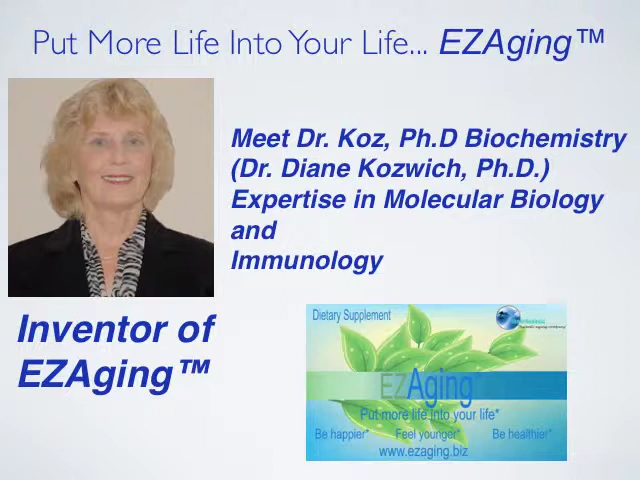 Put More Life Into Your Life... EZAging™
Meet Dr. Koz, Ph.D Biochemistry
(Dr. Diane Kozwich, Ph.D.)
Expertise in Molecular Biology
and
Immunology
Inventor of
EZAging™
Dietary Supplement
EZAging
Put more life into your life*
Be happier* Feel younger* Be healthier*
www.ezaging.biz